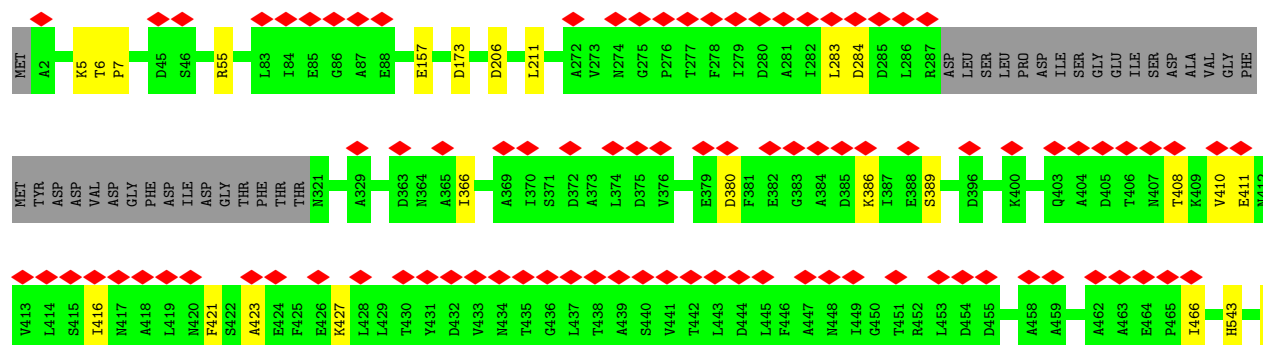 MET A2 K5 T6 P7 D45 S46 R55 L83 I84 E85 G86 A87 E88 E157 D173 D206 L211 A272 V273 N274 G275 P276 T277 F278 I279 D280 A281 I282 L283 D284 D285 L286 R287 ASP LEU SER LEU PRO ASP ILE SER GLY GLU ILE SER ASP ALA VAL GLY PHE
MET TYR ASP ASP VAL ASP GLY PHE ASP ILE ASP GLY THR PHE THR THR N321 A329 D363 N364 A365 I366 A369 I370 S371 D372 A373 L374 D375 V376 E379 D380 F381 E382 G383 A384 D385 K386 I387 E388 S389 D396 K400 Q403 A404 D405 T406 N407 T408 K409 V410 E411 N412
V413 L414 S415 I416 N417 A418 L419 N420 F421 S422 A423 E424 F425 E426 K427 L428 L429 T430 Y431 D432 V433 N434 T435 G436 L437 T438 A439 S440 V441 T442 L443 D444 L445 F446 A447 N448 I449 G450 T451 R452 L453 D454 D455 A458 A459 A462 A463 E464 P465 I466 H543